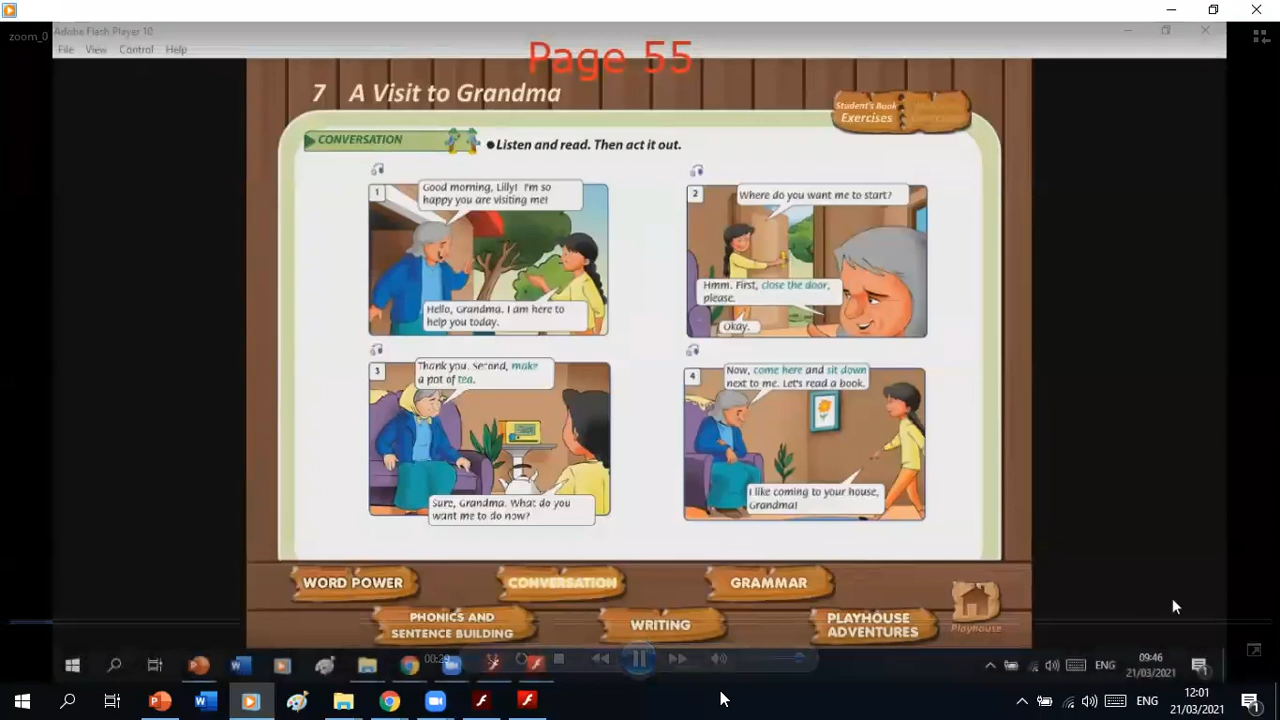 zoom_0
Adobe Flash Player 10
File View Control Help
Page 55
7 A Visit to Grandma
Student's Book
Exercises
CONVERSATION
●Listen and read. Then act it out.
1
Good morning, Lilly! I'm so
happy you are visiting me!
Hello, Grandma. I am here to
help you today.
2
Where do you want me to start?
Hmm. First, close the door,
please.
Okay.
3
Thank you. Second, make
a pot of tea.
Sure, Grandma. What do you
want me to do now?
4
Now, come here and sit down
next to me. Let's read a book.
I like coming to your house,
Grandma!
WORD POWER
CONVERSATION
GRAMMAR
PHONICS AND
SENTENCE BUILDING
WRITING
PLAYHOUSE
ADVENTURES
Playhouse
00:29
ENG
09:46
21/03/2021
ENG
12:01
21/03/2021